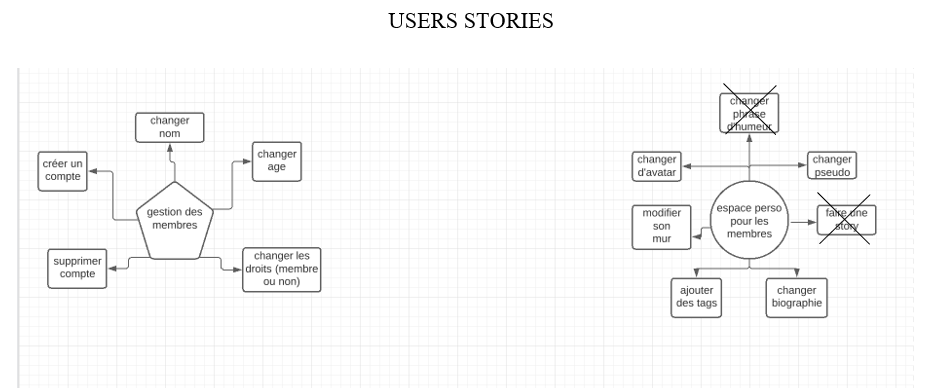 USERS STORIES
changer
nom
créer un
compte
changer
age
gestion des
membres
supprimer
compte
changer les
droits (membre
ou non)
changer
phrase
d'humeur
changer
d'avatar
changer
pseudo
modifier
son
mur
espace perso
pour les
membres
faire une
story
ajouter
des tags
changer
biographie